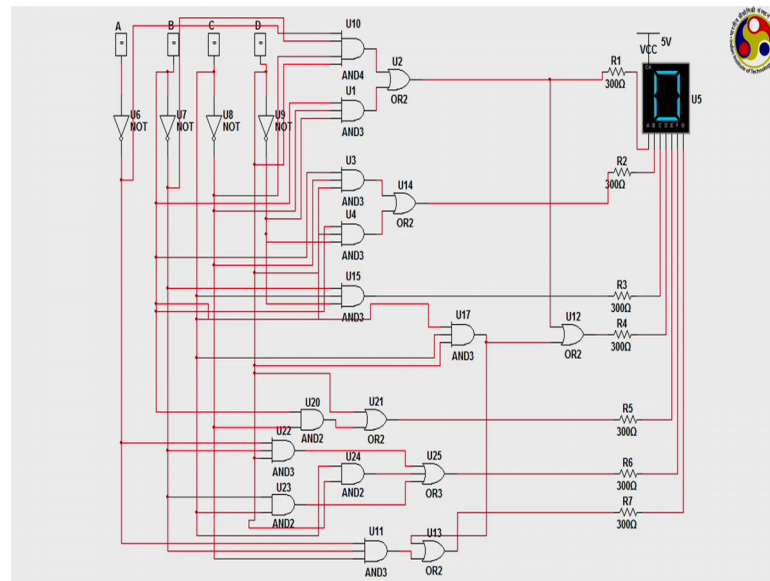 A
B
C
D
U6
NOT
U7
NOT
U8
NOT
U9
NOT
U10
AND4
U2
OR2
U1
AND3
U3
AND3
U14
OR2
U4
AND3
U15
AND3
U17
AND3
U12
OR2
U20
AND2
U21
OR2
U22
AND3
U24
AND2
U25
OR3
U23
AND2
U11
AND3
U13
OR2
R1
300Ω
R2
300Ω
R3
300Ω
R4
300Ω
R5
300Ω
R6
300Ω
R7
300Ω
VCC
5V
CA
U5
A B C D E F G